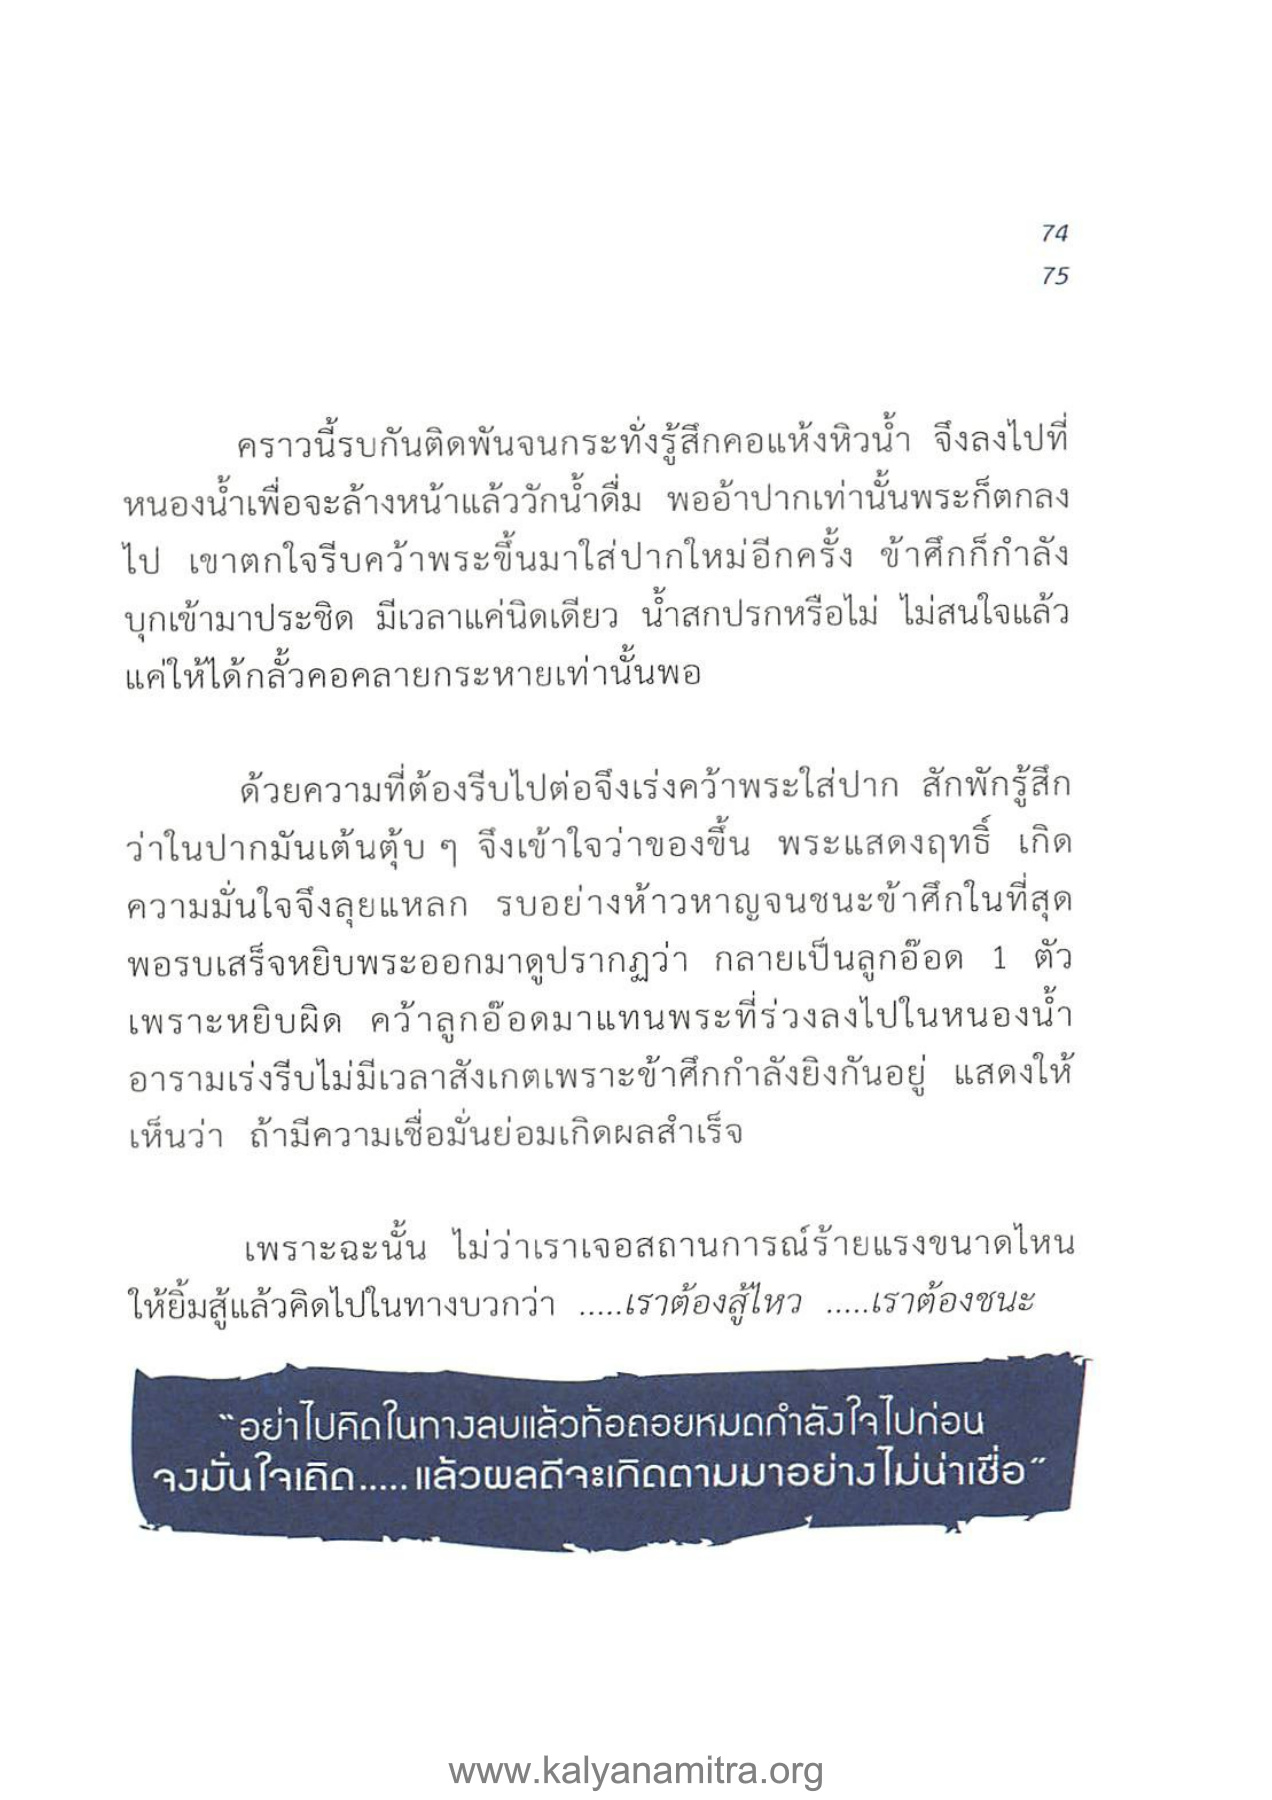 74
75
คราวนี้รบกันติดพันจนกระทั่งรู้สึกคอแห้งหิวน้ำ จึงลงไปที่
หนองน้ำเพื่อจะล้างหน้าแล้ววักน้ำดื่ม พออ้าปากเท่านั้นพระก็ตกลง
ไป เขาตกใจรีบคว้าพระขึ้นมาใส่ปากใหม่อีกครั้ง ข้าศึกก็กำลัง
บุกเข้ามาประชิด มีเวลาแค่นิดเดียว น้ำสกปรกหรือไม่ ไม่สนใจแล้ว
แค่ให้ได้กลั้วคอคลายกระหายเท่านั้นพอ
ด้วยความที่ต้องรีบไปต่อจึงเร่งคว้าพระใส่ปาก สักพักรู้สึก
ว่าในปากมันเต้นตุ้บ ๆ จึงเข้าใจว่าของขึ้น พระแสดงฤทธิ์ เกิด
ความมั่นใจจึงลุยแหลก รบอย่างห้าวหาญจนชนะข้าศึกในที่สุด
พอรบเสร็จหยิบพระออกมาดูปรากฏว่า กลายเป็นลูกอ๊อด 1 ตัว
เพราะหยิบผิด คว้าลูกอ๊อดมาแทนพระที่ร่วงลงไปในหนองน้ำ
อารามเร่งรีบไม่มีเวลาสังเกตเพราะข้าศึกกำลังยิงกันอยู่ แสดงให้
เห็นว่า ถ้ามีความเชื่อมั่นย่อมเกิดผลสำเร็จ
เพราะฉะนั้น ไม่ว่าเราเจอสถานการณ์ร้ายแรงขนาดไหน
ให้ยิ้มสู้แล้วคิดไปในทางบวกว่า .....เราต้องสู้ไหว .....เราต้องชนะ
“อย่าไปคิดในทางลบแล้วท้อถอยหมดกำลังใจไปก่อน
จงมั่นใจเถิด.....แล้วผลดีจะเกิดตามมาอย่างไม่น่าเชื่อ”
www.kalyanamitra.org